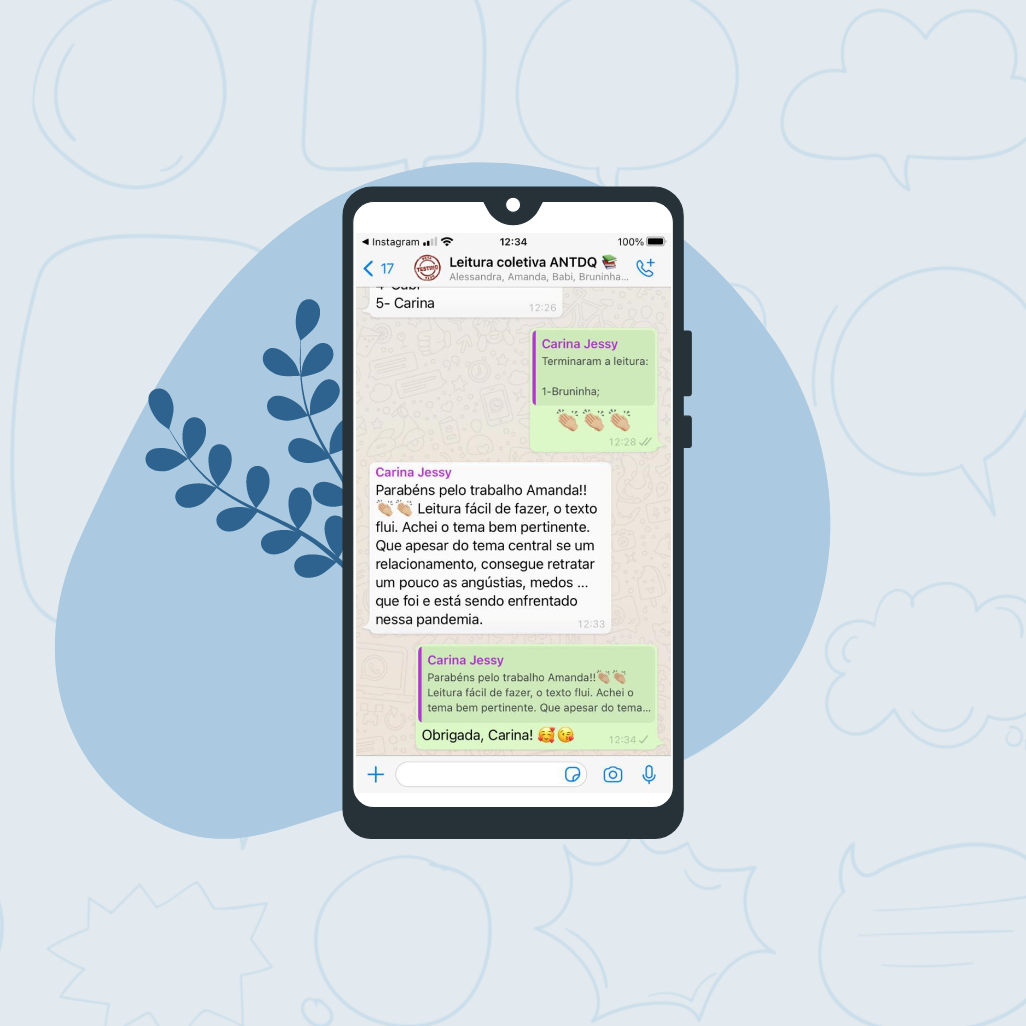 ◀ Instagram 12:34 100%
17 Leitura coletiva ANTDQ 📚
Alessandra, Amanda, Babi, Bruninha...
TESTING
5- Carina
12:26
Carina Jessy
Terminaram a leitura:
1-Bruninha;
👏🏼👏🏼👏🏼
12:28
Carina Jessy
Parabéns pelo trabalho Amanda!!
👏🏼👏🏼 Leitura fácil de fazer, o texto
flui. Achei o tema bem pertinente.
Que apesar do tema central se um
relacionamento, consegue retratar
um pouco as angústias, medos ...
que foi e está sendo enfrentado
nessa pandemia.
12:33
Carina Jessy
Parabéns pelo trabalho Amanda!!👏🏼👏🏼
Leitura fácil de fazer, o texto flui. Achei o
tema bem pertinente. Que apesar do tema...
Obrigada, Carina! 🥰😘
12:34